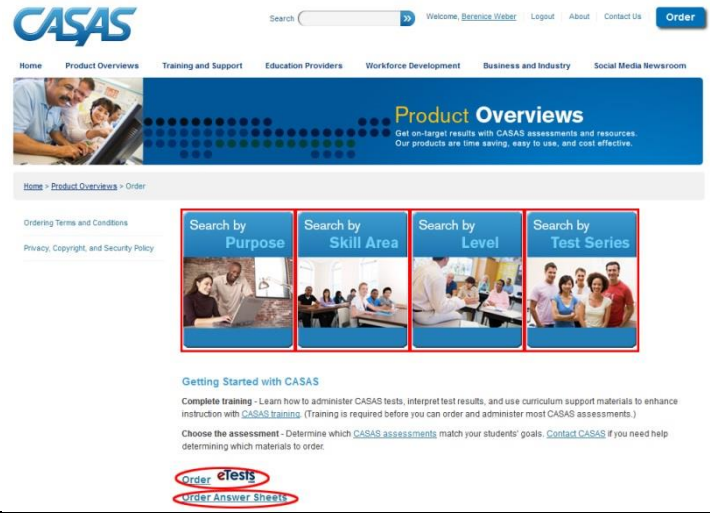 CASAS
Search
Welcome, Berenice Weber Logout About Contact Us Order
Home Product Overviews Training and Support Education Providers Workforce Development Business and Industry Social Media Newsroom
Product Overviews
Get on-target results with CASAS assessments and resources.
Our products are time saving, easy to use, and cost effective.
Home > Product Overviews > Order
Ordering Terms and Conditions
Privacy, Copyright, and Security Policy
Search by
Purpose
Search by
Skill Area
Search by
Level
Search by
Test Series
Getting Started with CASAS
Complete training - Learn how to administer CASAS tests, interpret test results, and use curriculum support materials to enhance
instruction with CASAS training. (Training is required before you can order and administer most CASAS assessments.)
Choose the assessment - Determine which CASAS assessments match your students' goals. Contact CASAS if you need help
determining which materials to order.
Order eTests
Order Answer Sheets